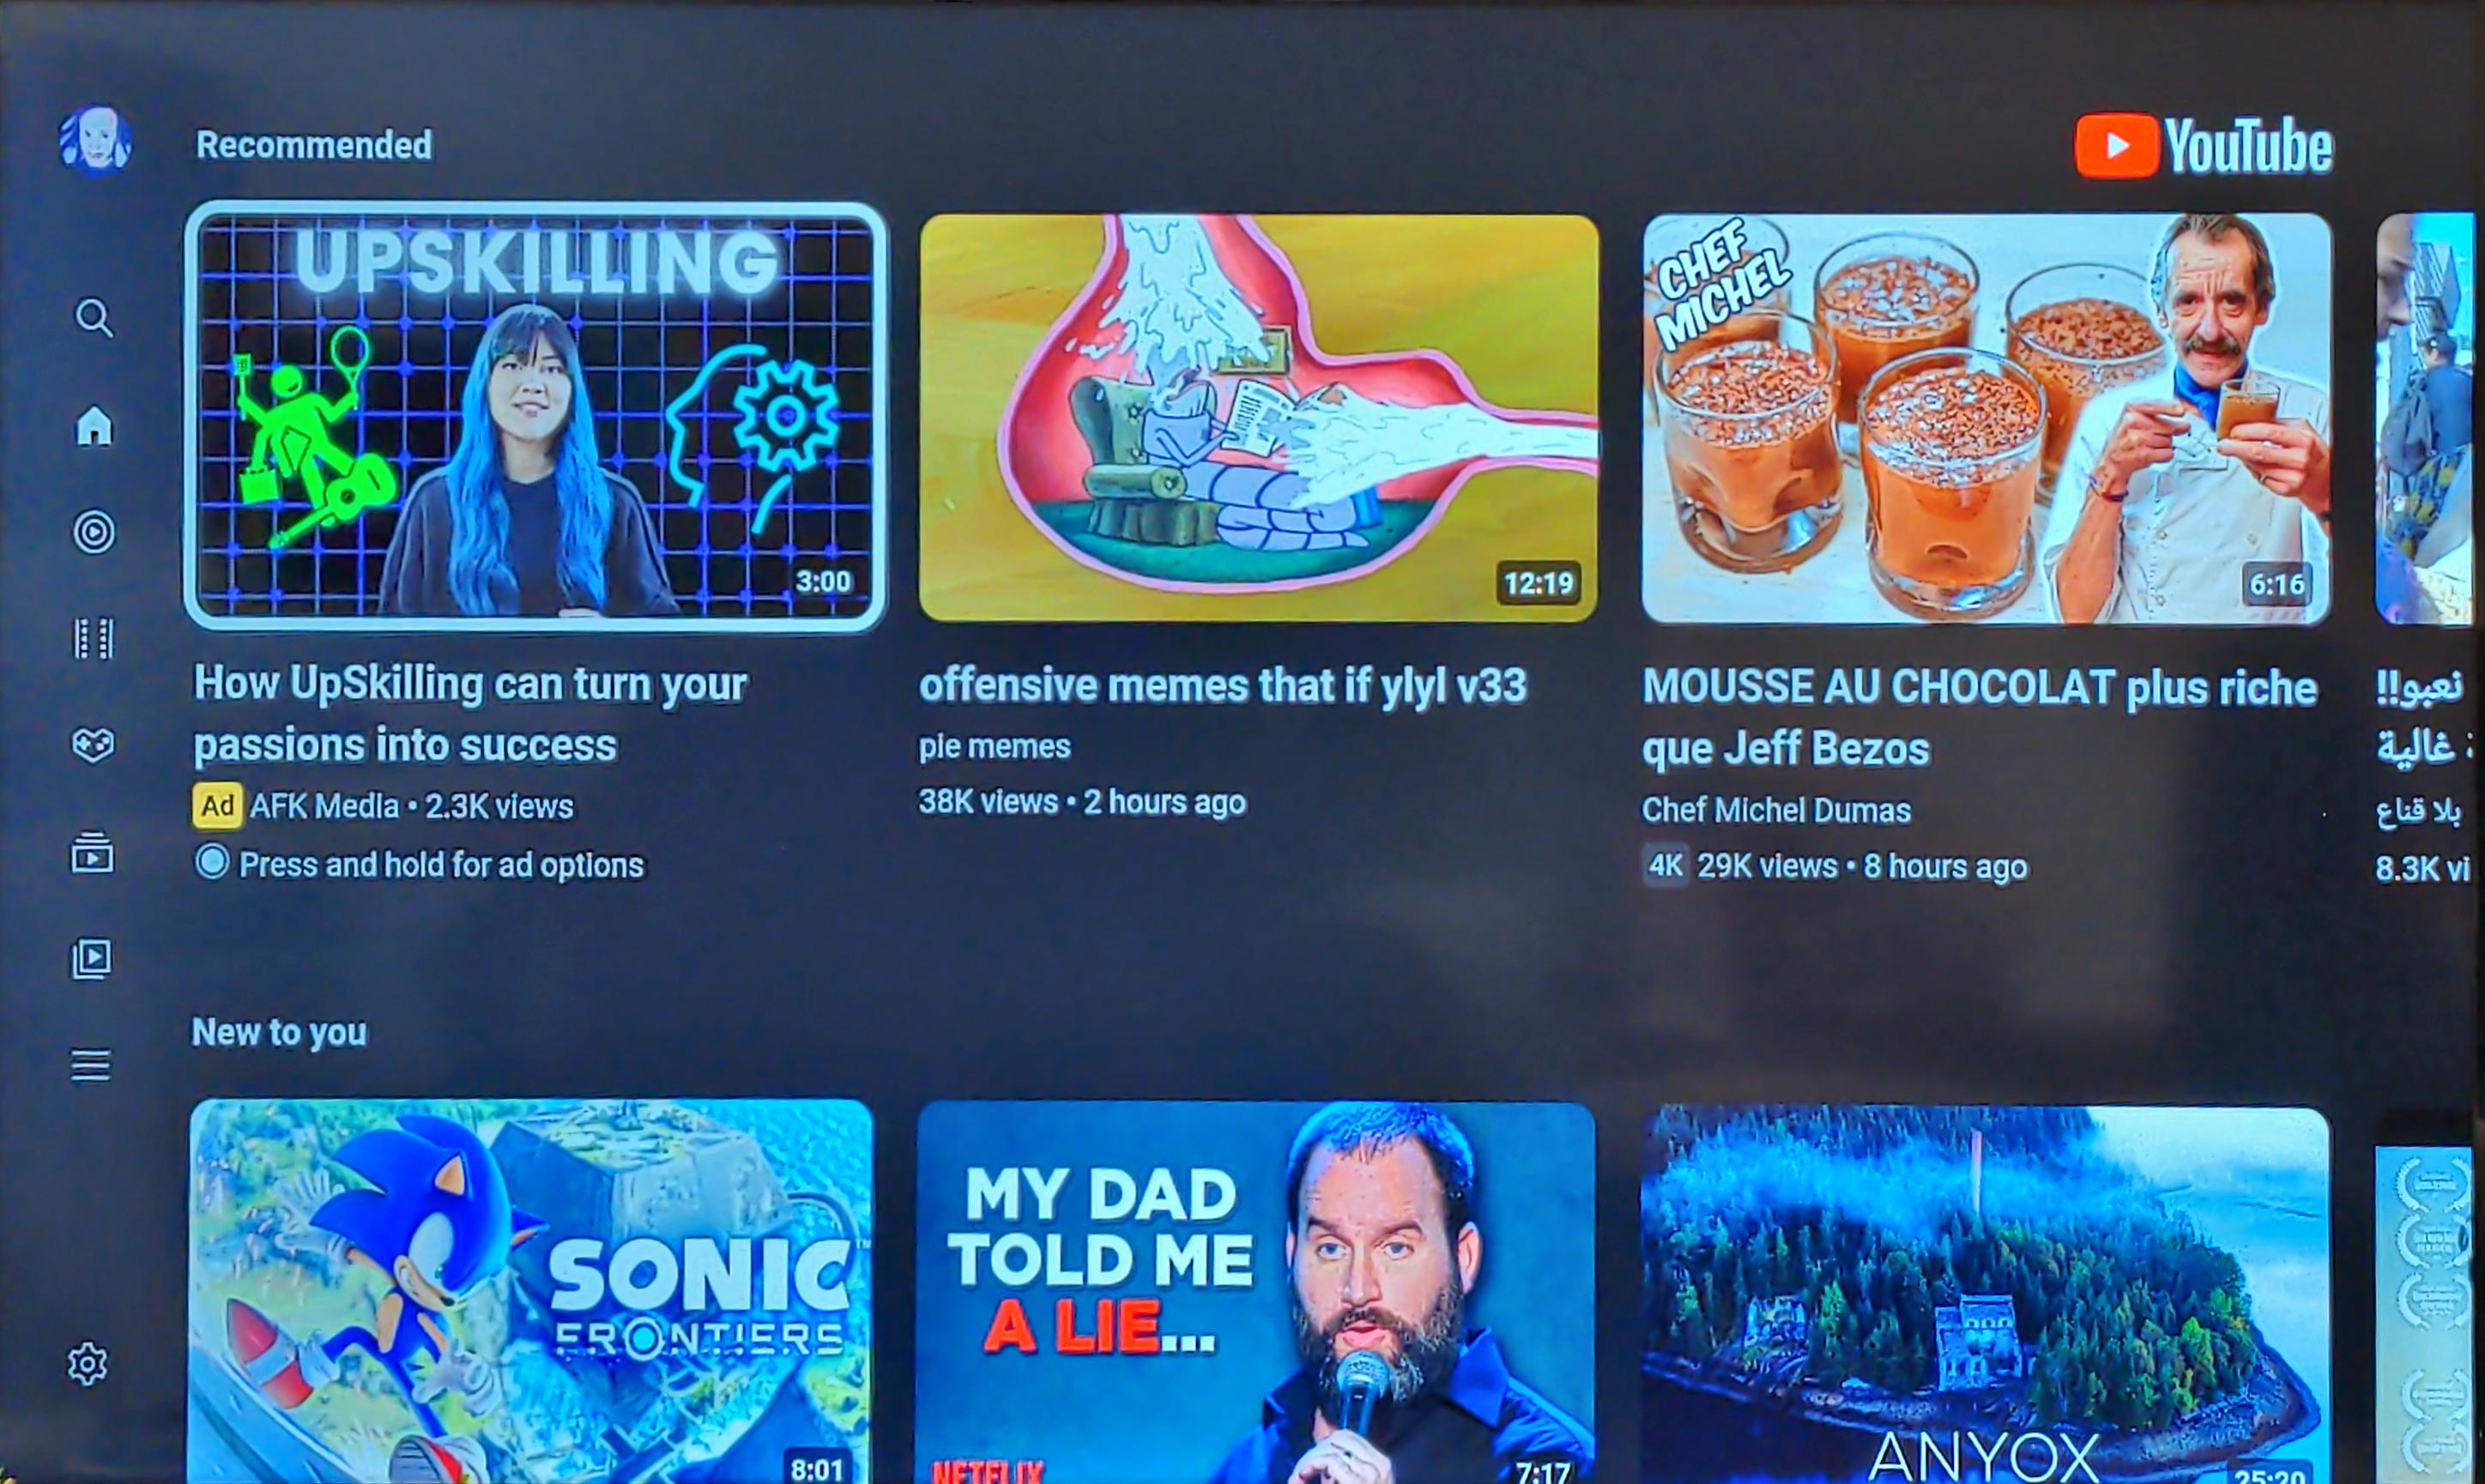 Recommended
YouTube
UPSKILLING
3:00
12:19
CHEF
MICHEL
6:16
How UpSkilling can turn your
passions into success
Ad AFK Media • 2.3K views
Press and hold for ad options
offensive memes that if ylyl v33
pie memes
38K views • 2 hours ago
MOUSSE AU CHOCOLAT plus riche
que Jeff Bezos
Chef Michel Dumas
4K 29K views • 8 hours ago
نعبو!!
غالية
بلا قناع
8.3K vi
New to you
SONIC™
FRONTIERS
8:01
MY DAD
TOLD ME
A LIE...
NETFLIX
7:17
ANYOX
25:20